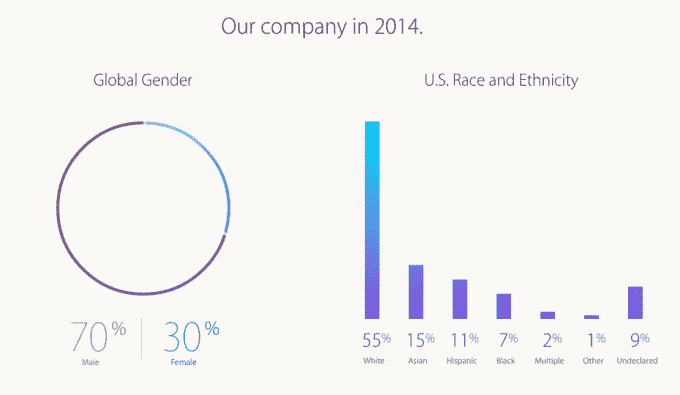 Our company in 2014.
Global Gender
70% 30%
Male Female
U.S. Race and Ethnicity
55% 15% 11% 7% 2% 1% 9%
White Asian Hispanic Black Multiple Other Undeclared